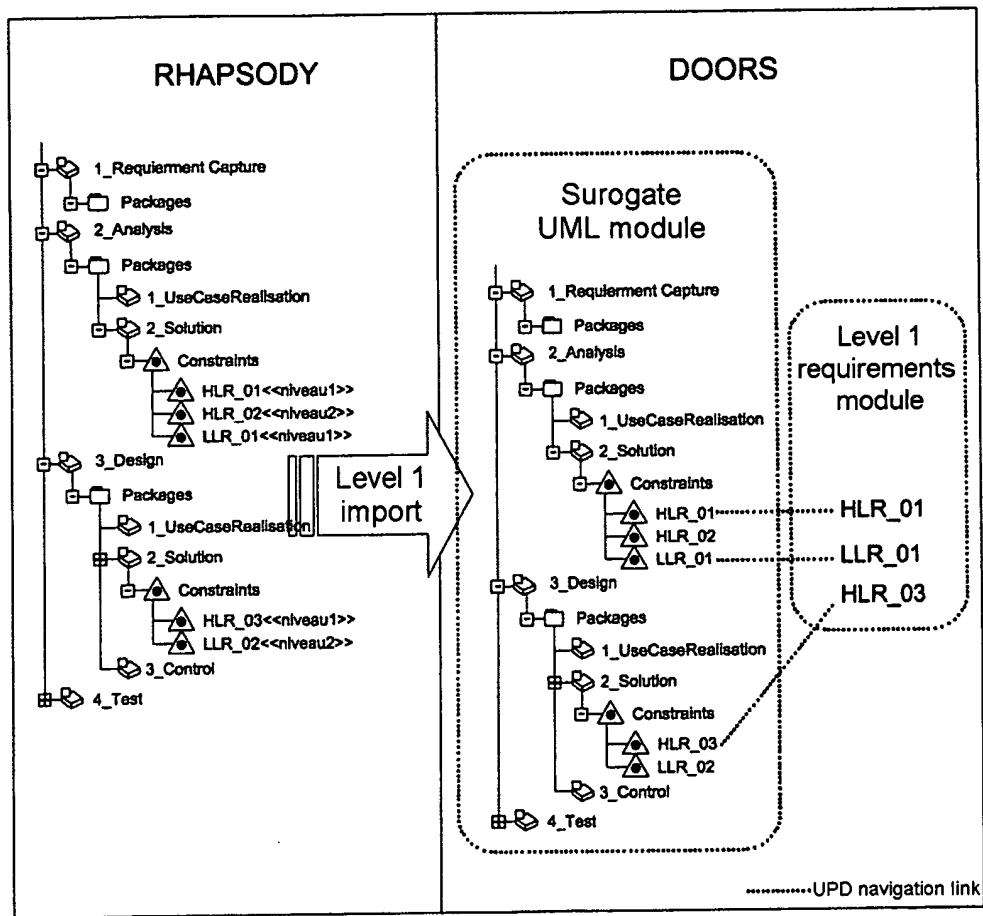 RHAPSODY
1_Requierment Capture
Packages
2_Analysis
Packages
1_UseCaseRealisation
2_Solution
Constraints
HLR_01<<niveau1>>
HLR_02<<niveau2>>
LLR_01<<niveau1>>
3_Design
Packages
1_UseCaseRealisation
2_Solution
Constraints
HLR_03<<niveau1>>
LLR_02<<niveau2>>
3_Control
4_Test
Level 1
import
DOORS
Surogate
UML module
1_Requierment Capture
Packages
2_Analysis
Packages
1_UseCaseRealisation
2_Solution
Constraints
HLR_01
HLR_02
LLR_01
3_Design
Packages
1_UseCaseRealisation
2_Solution
Constraints
HLR_03
LLR_02
3_Control
4_Test
Level 1
requirements
module
HLR_01
LLR_01
HLR_03
UPD navigation link